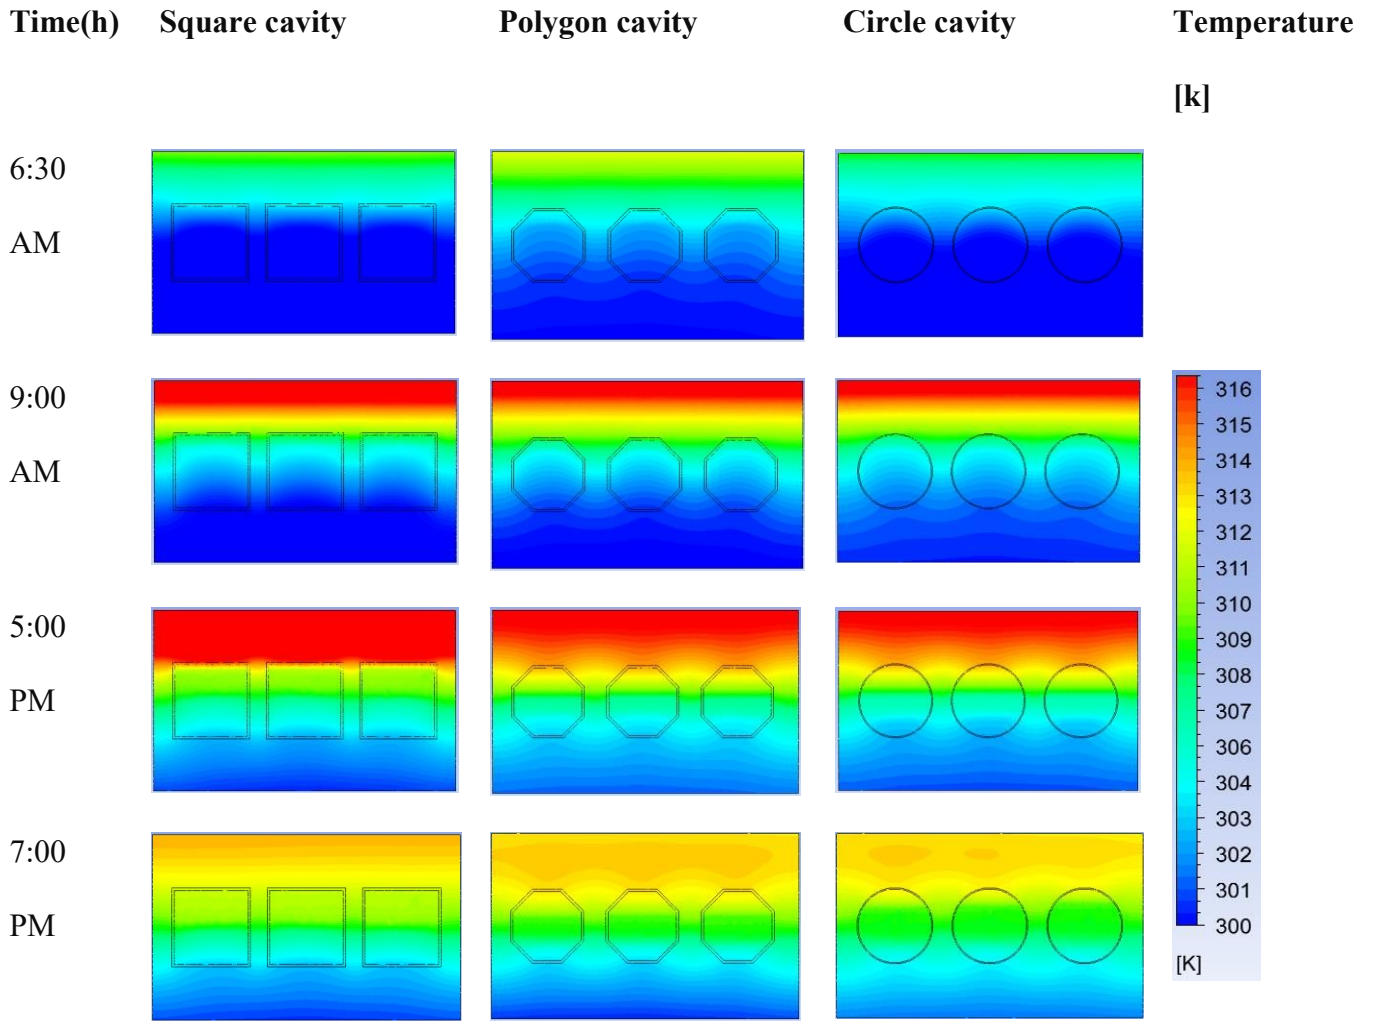 Time(h) Square cavity Polygon cavity Circle cavity Temperature
[k]
6:30
AM
9:00
AM
5:00
PM
7:00
PM
316
315
314
313
312
311
310
309
308
307
306
304
303
302
301
300
[K]